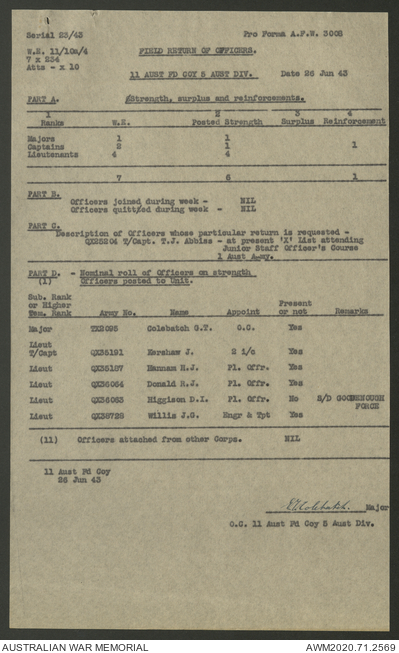 Serial 23/43 Pro Forma A.F.W. 3008
W.E. 11/10A/4
7 x 234
Atts - x 10
FIELD RETURN OF OFFICERS.
11 AUST FD COY 5 AUST DIV. Date 26 Jun 43
PART A. Strength, surplus and reinforcements.
1 2 3 4
Ranks W.E. Posted Strength Surplus Reinforcement
Majors 1 1
Captains 2 1 1
Lieutenants 4 4
7 6 1
PART B.
Officers joined during week - NIL
Officers quitted during week - NIL
PART C.
Description of Officers whose particular return is requested -
QX25204 T/Capt. T.J. Abbiss - at present 'X' List attending
Junior Staff Officer's Course
1 Aust Army.
PART D. - Nominal roll of Officers on strength
(1) Officers posted to Unit.
Sub. Rank
or Higher Present
Tem. Rank Army No. Name Appoint or not Remarks
Major TX2095 Colebatch G.T. O.C. Yes
Lieut
T/Capt QX35191 Kershaw J. 2 i/c Yes
Lieut QX35187 Hannam H.J. Pl. Offr. Yes
Lieut QX36064 Donald R.J. Pl. Offr. Yes
Lieut QX36083 Higgison D.I. Pl. Offr. No S/D GOODENOUGH
FORCE
Lieut QX38728 Willis J.G. Engr & Tpt Yes
(11) Officers attached from other Corps. NIL
11 Aust Fd Coy
26 Jun 43
Colebatch. Major
O.C. 11 Aust Fd Coy 5 Aust Div.
AUSTRALIAN WAR MEMORIAL AWM2020.71.2569